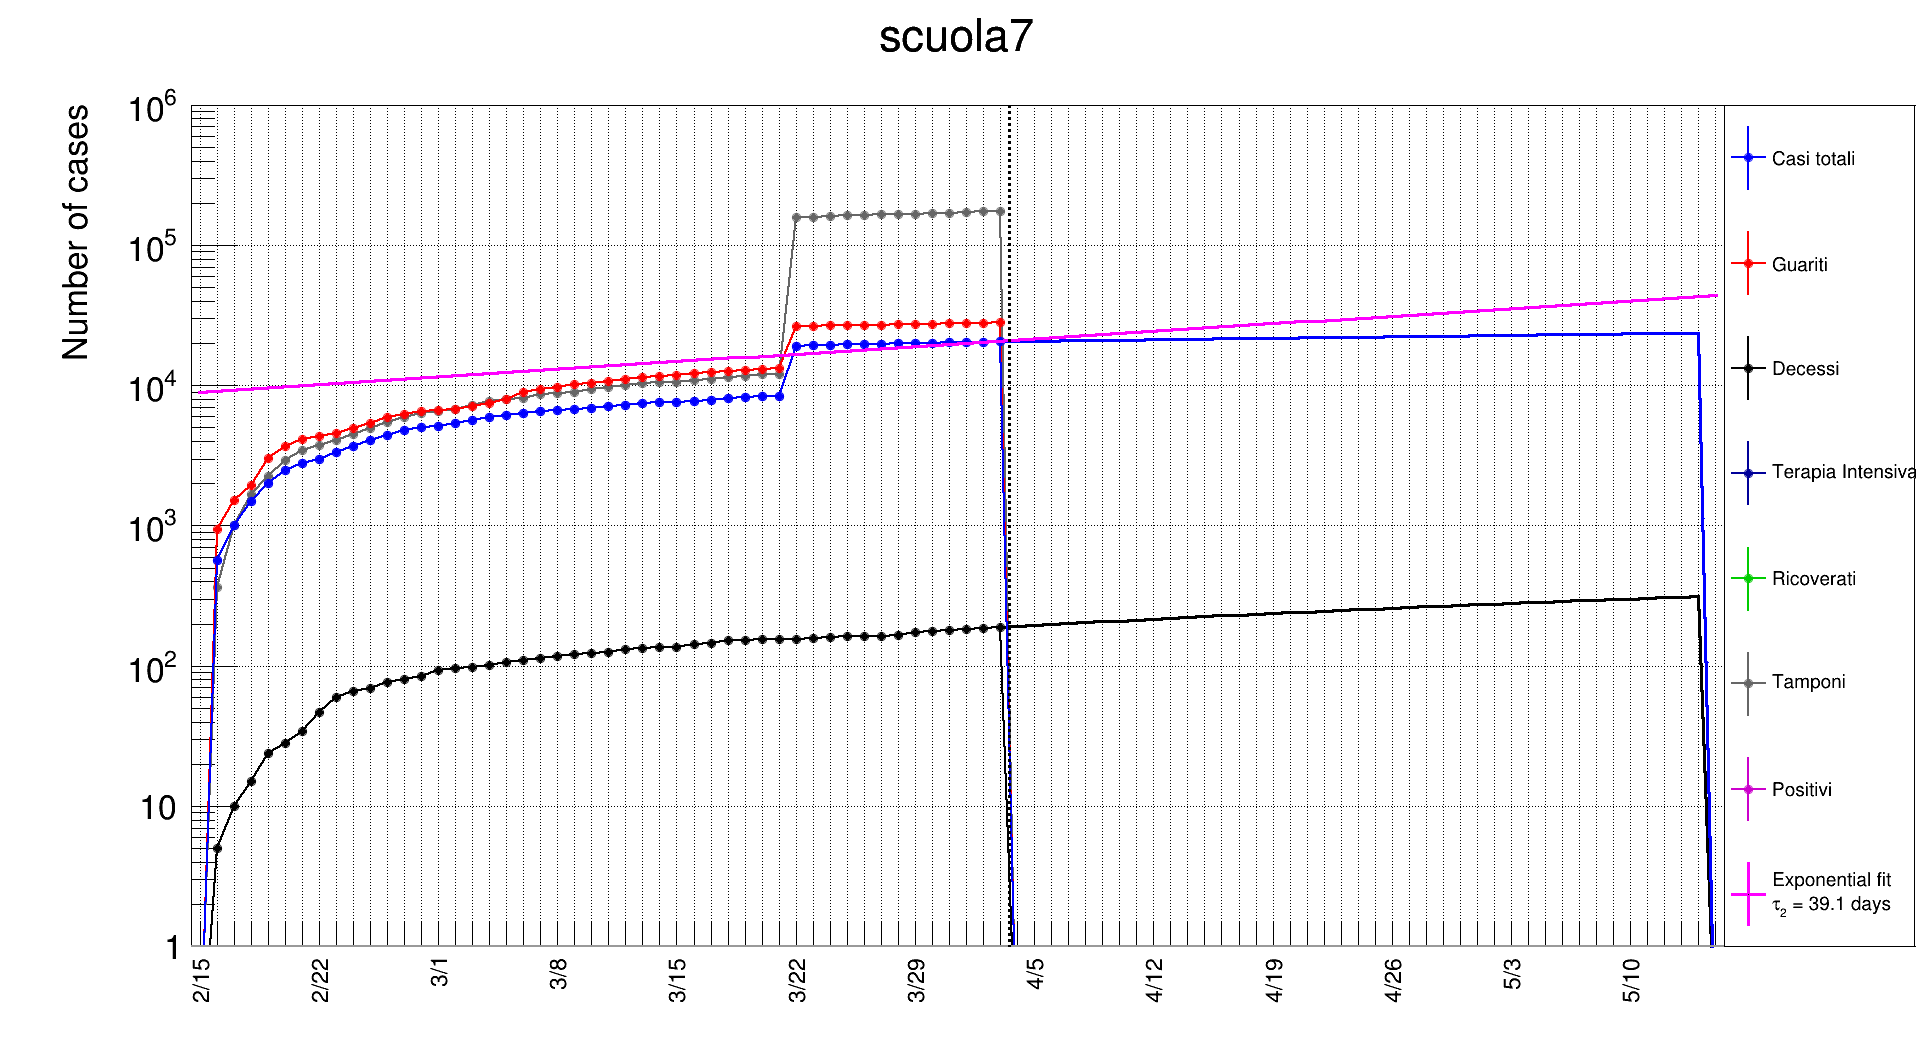 scuola7
Number of cases
10^6
10^5
10^4
10^3
10^2
10
1
2/15
2/22
3/1
3/8
3/15
3/22
3/29
4/5
4/12
4/19
4/26
5/3
5/10
Casi totali
Guariti
Decessi
Terapia Intensiva
Ricoverati
Tamponi
Positivi
Exponential fit
τ₂ = 39.1 days